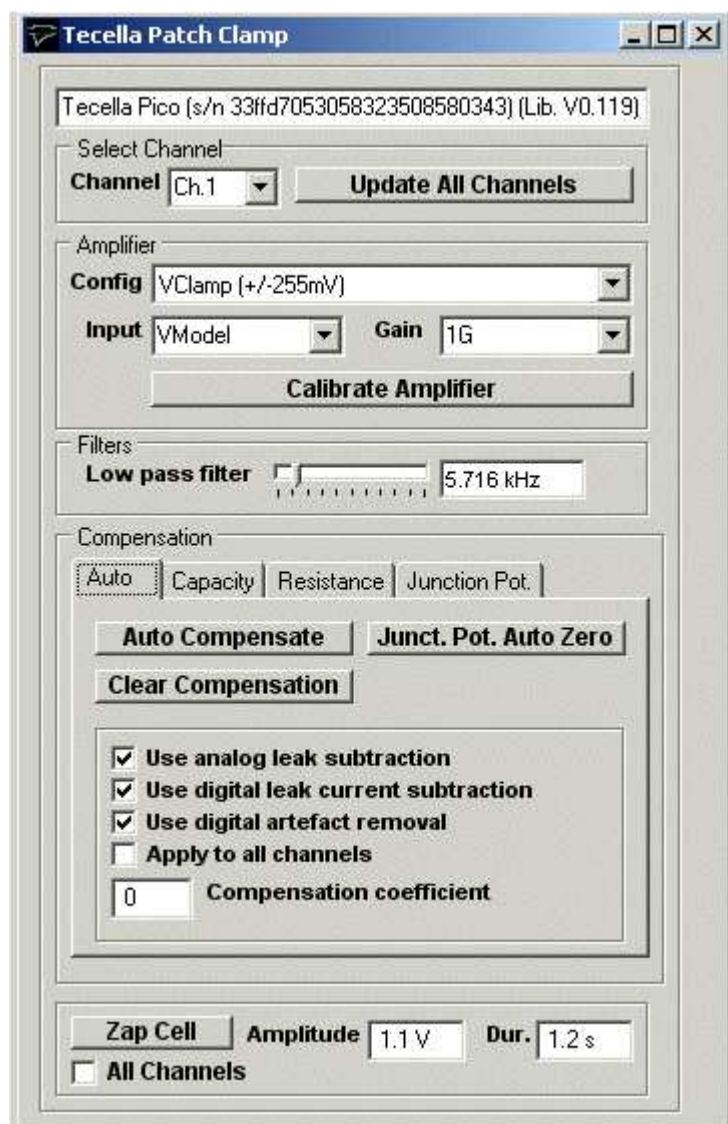 Tecella Patch Clamp
Tecella Pico (s/n 33ffd7053058323508580343) (Lib. V0.119)
Select Channel
Channel Ch.1 Update All Channels
Amplifier
Config VClamp (+/-255mV)
Input VModel Gain 1G
Calibrate Amplifier
Filters
Low pass filter 5.716 kHz
Compensation
Auto Capacity Resistance Junction Pot.
Auto Compensate Junct. Pot. Auto Zero
Clear Compensation
Use analog leak subtraction
Use digital leak current subtraction
Use digital artefact removal
Apply to all channels
0 Compensation coefficient
Zap Cell Amplitude 1.1 V Dur. 1.2 s
All Channels